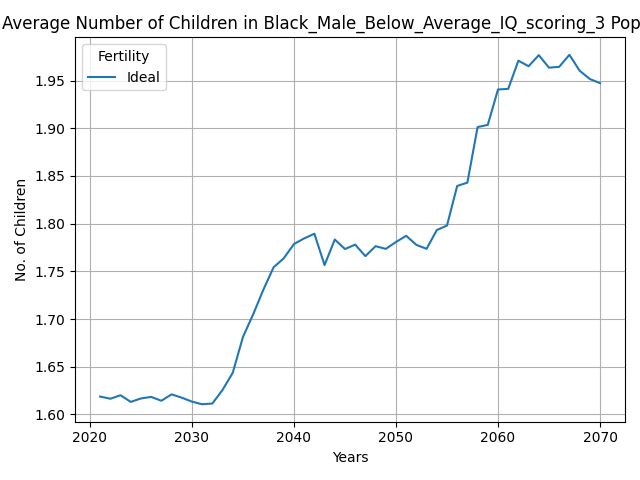 Average Number of Children in Black_Male_Below_Average_IQ_scoring_3 Pop
Fertility
Ideal
1.95
1.90
1.85
1.80
1.75
1.70
1.65
1.60
No. of Children
2020 2030 2040 2050 2060 2070
Years